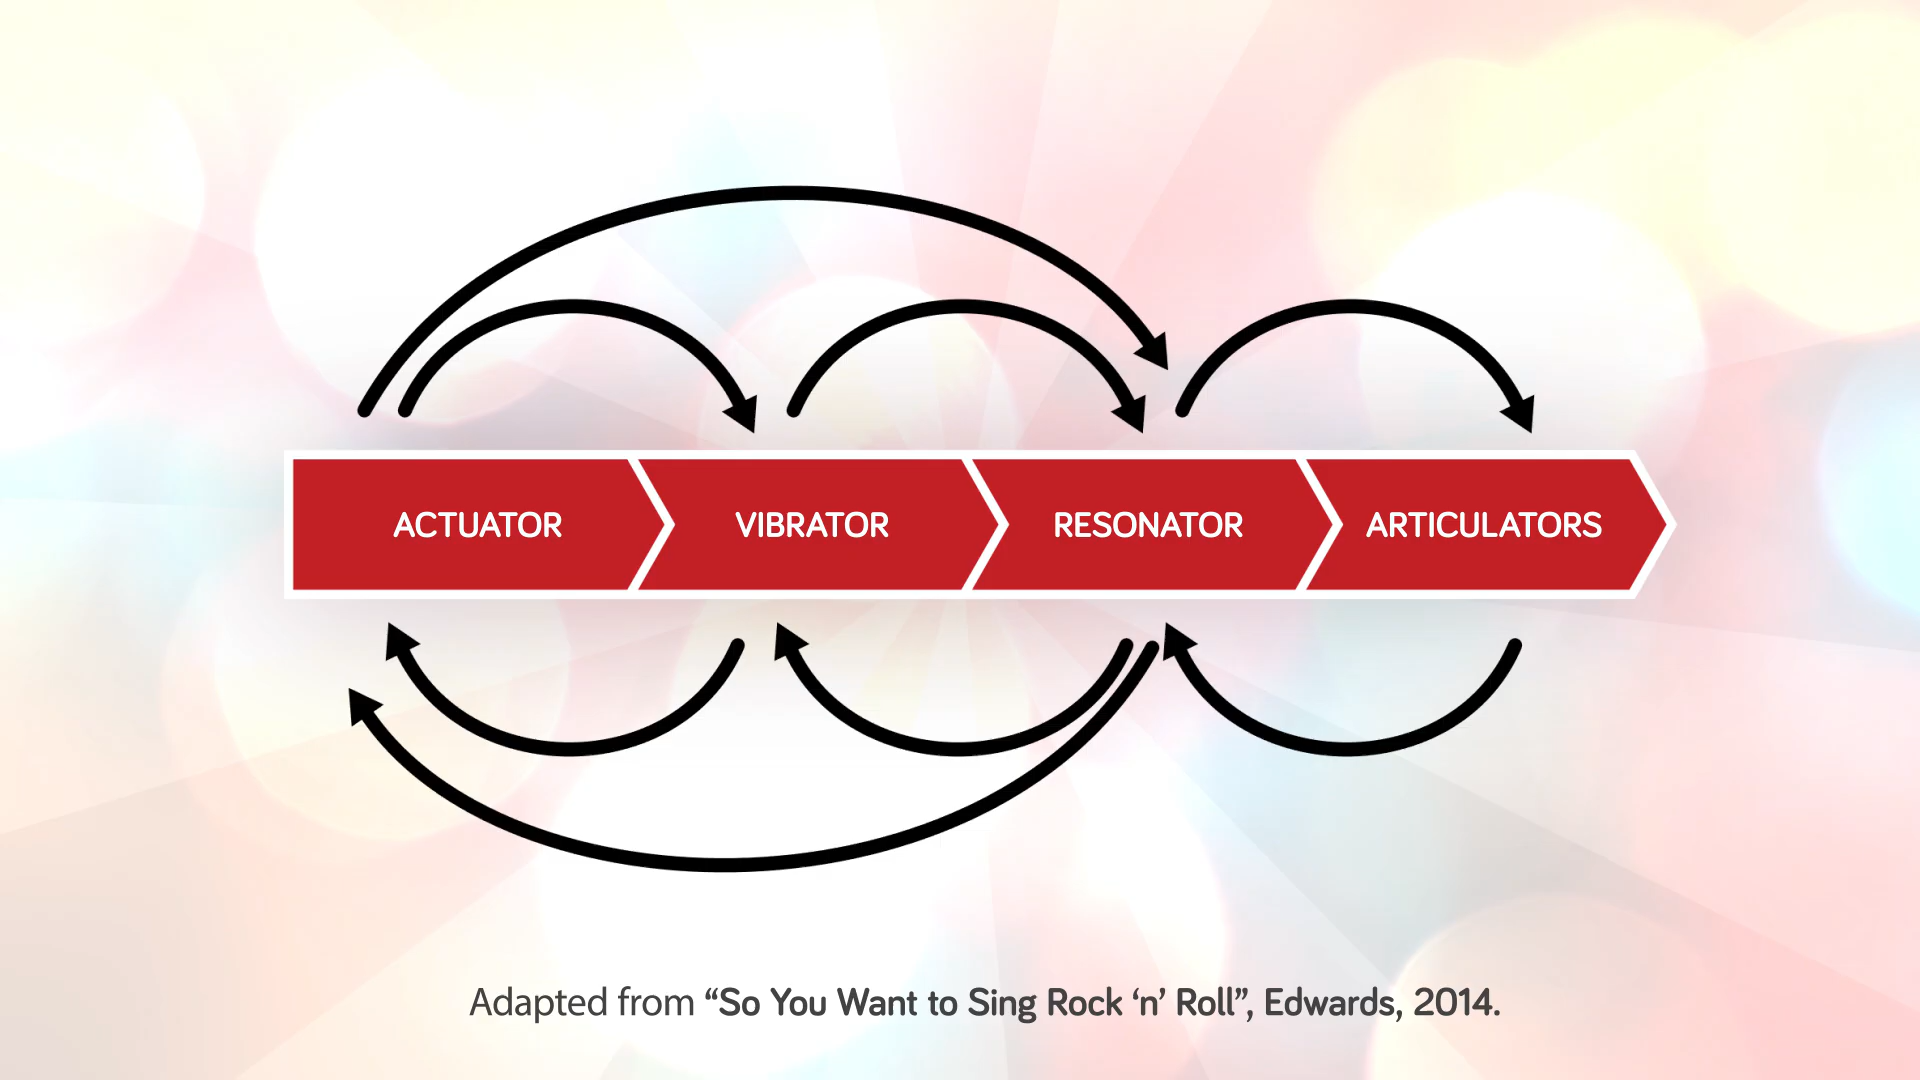 ACTUATOR
VIBRATOR
RESONATOR
ARTICULATORS
Adapted from “So You Want to Sing Rock ‘n’ Roll”, Edwards, 2014.